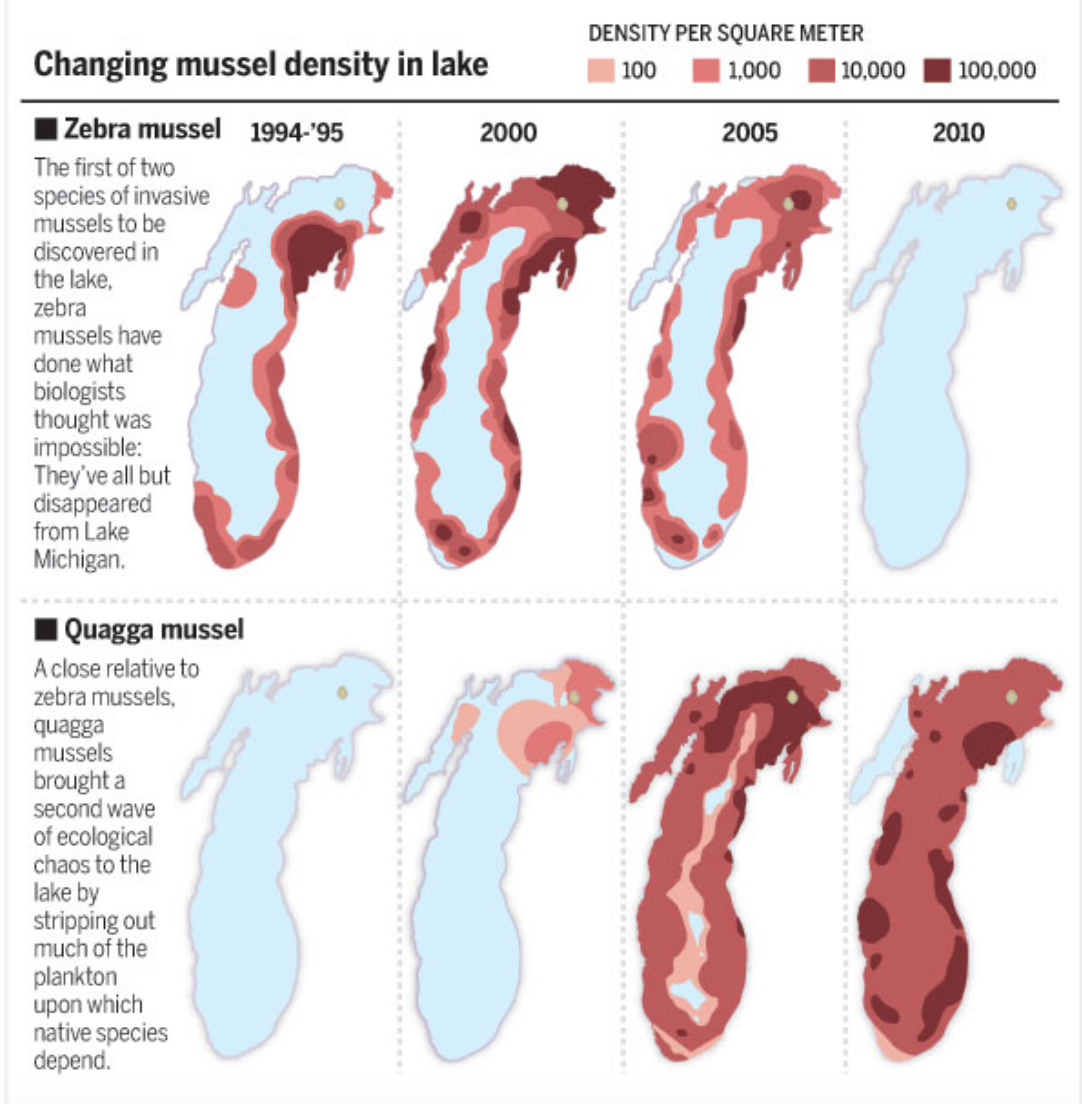 DENSITY PER SQUARE METER
Changing mussel density in lake
100 1,000 10,000 100,000
■ Zebra mussel 1994-'95 2000 2005 2010
The first of two
species of invasive
mussels to be
discovered in
the lake,
zebra
mussels have
done what
biologists
thought was
impossible:
They've all but
disappeared
from Lake
Michigan.
■ Quagga mussel
A close relative to
zebra mussels,
quagga
mussels
brought a
second wave
of ecological
chaos to the
lake by
stripping out
much of the
plankton
upon which
native species
depend.